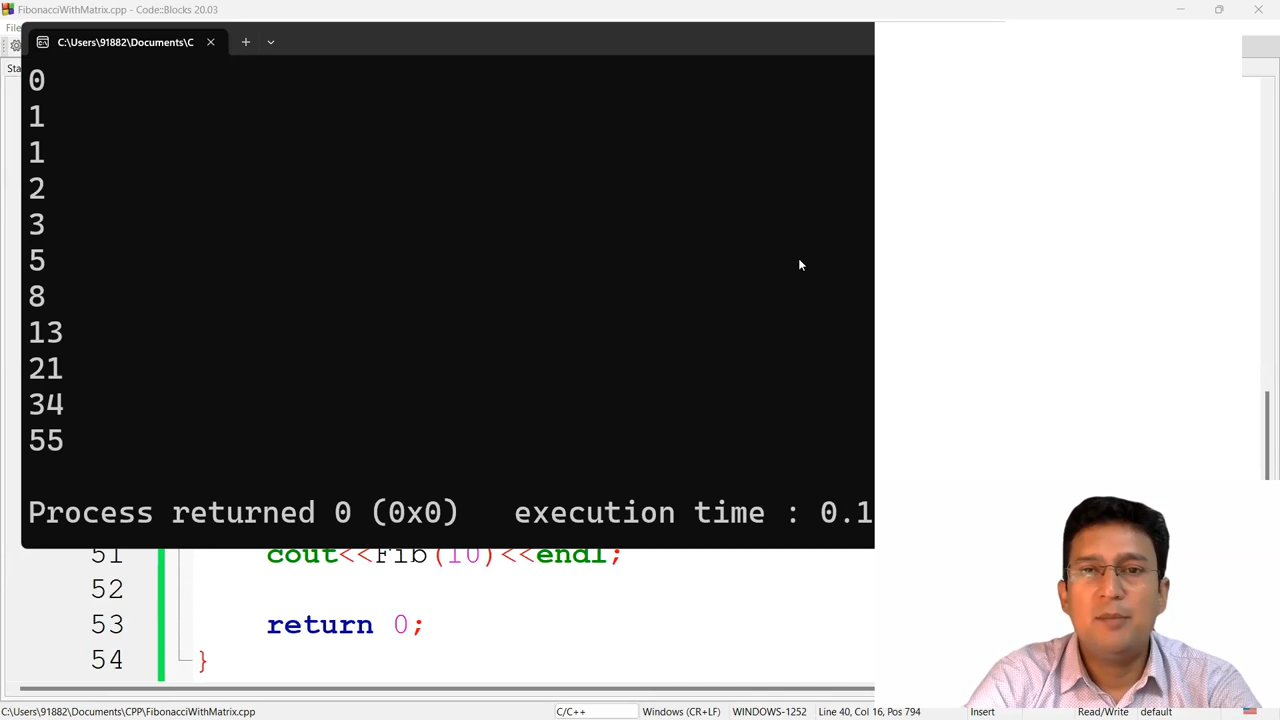 FibonacciWithMatrix.cpp - Code::Blocks 20.03
File
C:\Users\91882\Documents\C
Sta
0
1
1
2
3
5
8
13
21
34
55
Process returned 0 (0x0) execution time : 0.1
51 cout<<Fib(10)<<endl;
52
53 return 0;
54 }
C:\Users\91882\Documents\CPP\FibonacciWithMatrix.cpp C/C++ Windows (CR+LF) WINDOWS-1252 Line 40, Col 16, Pos 794 Insert Read/Write default